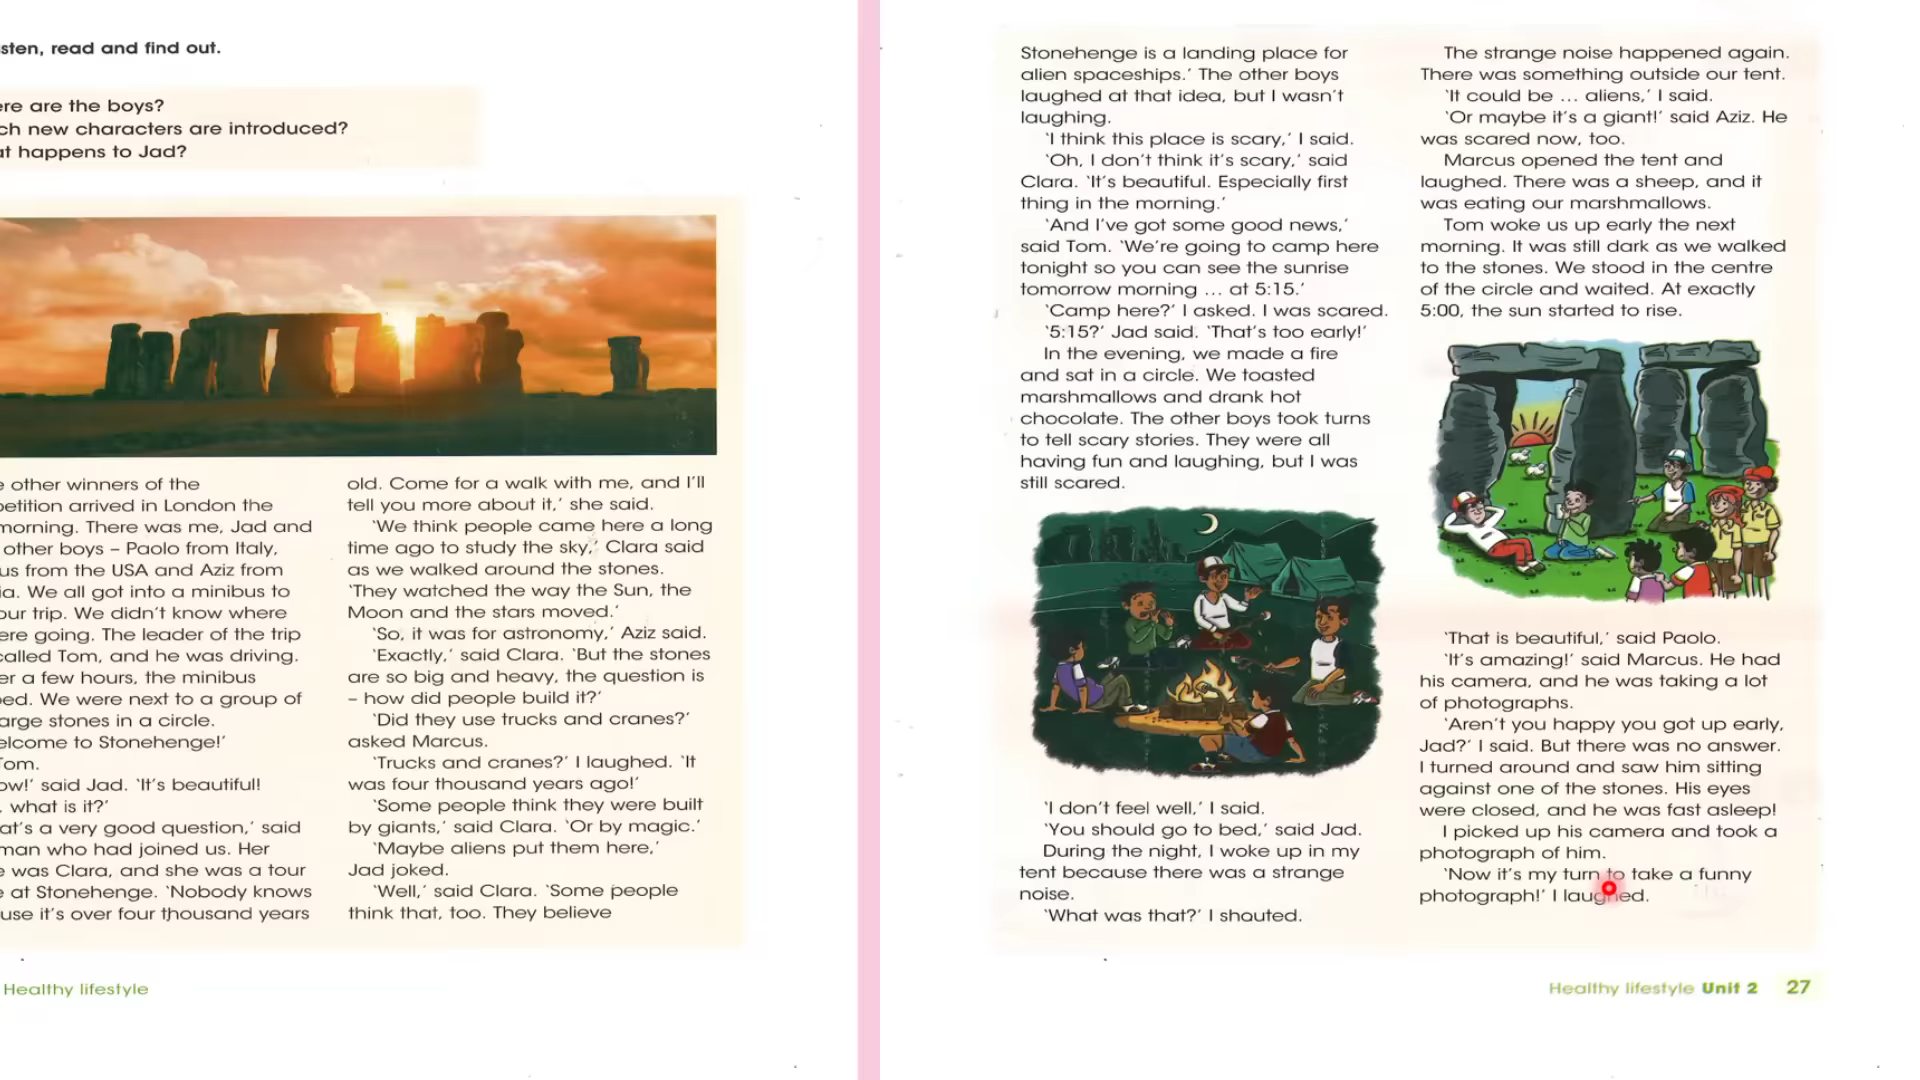 sten, read and find out.
ere are the boys?
ch new characters are introduced?
at happens to Jad?
e other winners of the
petition arrived in London the
morning. There was me, Jad and
other boys – Paolo from Italy,
us from the USA and Aziz from
ia. We all got into a minibus to
our trip. We didn't know where
ere going. The leader of the trip
called Tom, and he was driving.
er a few hours, the minibus
ped. We were next to a group of
arge stones in a circle.
elcome to Stonehenge!'
Tom.
ow!' said Jad. 'It's beautiful!
, what is it?'
at's a very good question,' said
man who had joined us. Her
e was Clara, and she was a tour
e at Stonehenge. 'Nobody knows
use it's over four thousand years
old. Come for a walk with me, and I'll
tell you more about it,' she said.
'We think people came here a long
time ago to study the sky,' Clara said
as we walked around the stones.
'They watched the way the Sun, the
Moon and the stars moved.'
'So, it was for astronomy,' Aziz said.
'Exactly,' said Clara. 'But the stones
are so big and heavy, the question is
– how did people build it?'
'Did they use trucks and cranes?'
asked Marcus.
'Trucks and cranes?' I laughed. 'It
was four thousand years ago!'
'Some people think they were built
by giants,' said Clara. 'Or by magic.'
'Maybe aliens put them here,'
Jad joked.
'Well,' said Clara. 'Some people
think that, too. They believe
Healthy lifestyle
Stonehenge is a landing place for
alien spaceships.' The other boys
laughed at that idea, but I wasn't
laughing.
'I think this place is scary,' I said.
'Oh, I don't think it's scary,' said
Clara. 'It's beautiful. Especially first
thing in the morning.'
'And I've got some good news,'
said Tom. 'We're going to camp here
tonight so you can see the sunrise
tomorrow morning ... at 5:15.'
'Camp here?' I asked. I was scared.
'5:15?' Jad said. 'That's too early!'
In the evening, we made a fire
and sat in a circle. We toasted
marshmallows and drank hot
chocolate. The other boys took turns
to tell scary stories. They were all
having fun and laughing, but I was
still scared.
'I don't feel well,' I said.
'You should go to bed,' said Jad.
During the night, I woke up in my
tent because there was a strange
noise.
'What was that?' I shouted.
The strange noise happened again.
There was something outside our tent.
'It could be ... aliens,' I said.
'Or maybe it's a giant!' said Aziz. He
was scared now, too.
Marcus opened the tent and
laughed. There was a sheep, and it
was eating our marshmallows.
Tom woke us up early the next
morning. It was still dark as we walked
to the stones. We stood in the centre
of the circle and waited. At exactly
5:00, the sun started to rise.
'That is beautiful,' said Paolo.
'It's amazing!' said Marcus. He had
his camera, and he was taking a lot
of photographs.
'Aren't you happy you got up early,
Jad?' I said. But there was no answer.
I turned around and saw him sitting
against one of the stones. His eyes
were closed, and he was fast asleep!
I picked up his camera and took a
photograph of him.
'Now it's my turn to take a funny
photograph!' I laughed.
Healthy lifestyle Unit 2 27